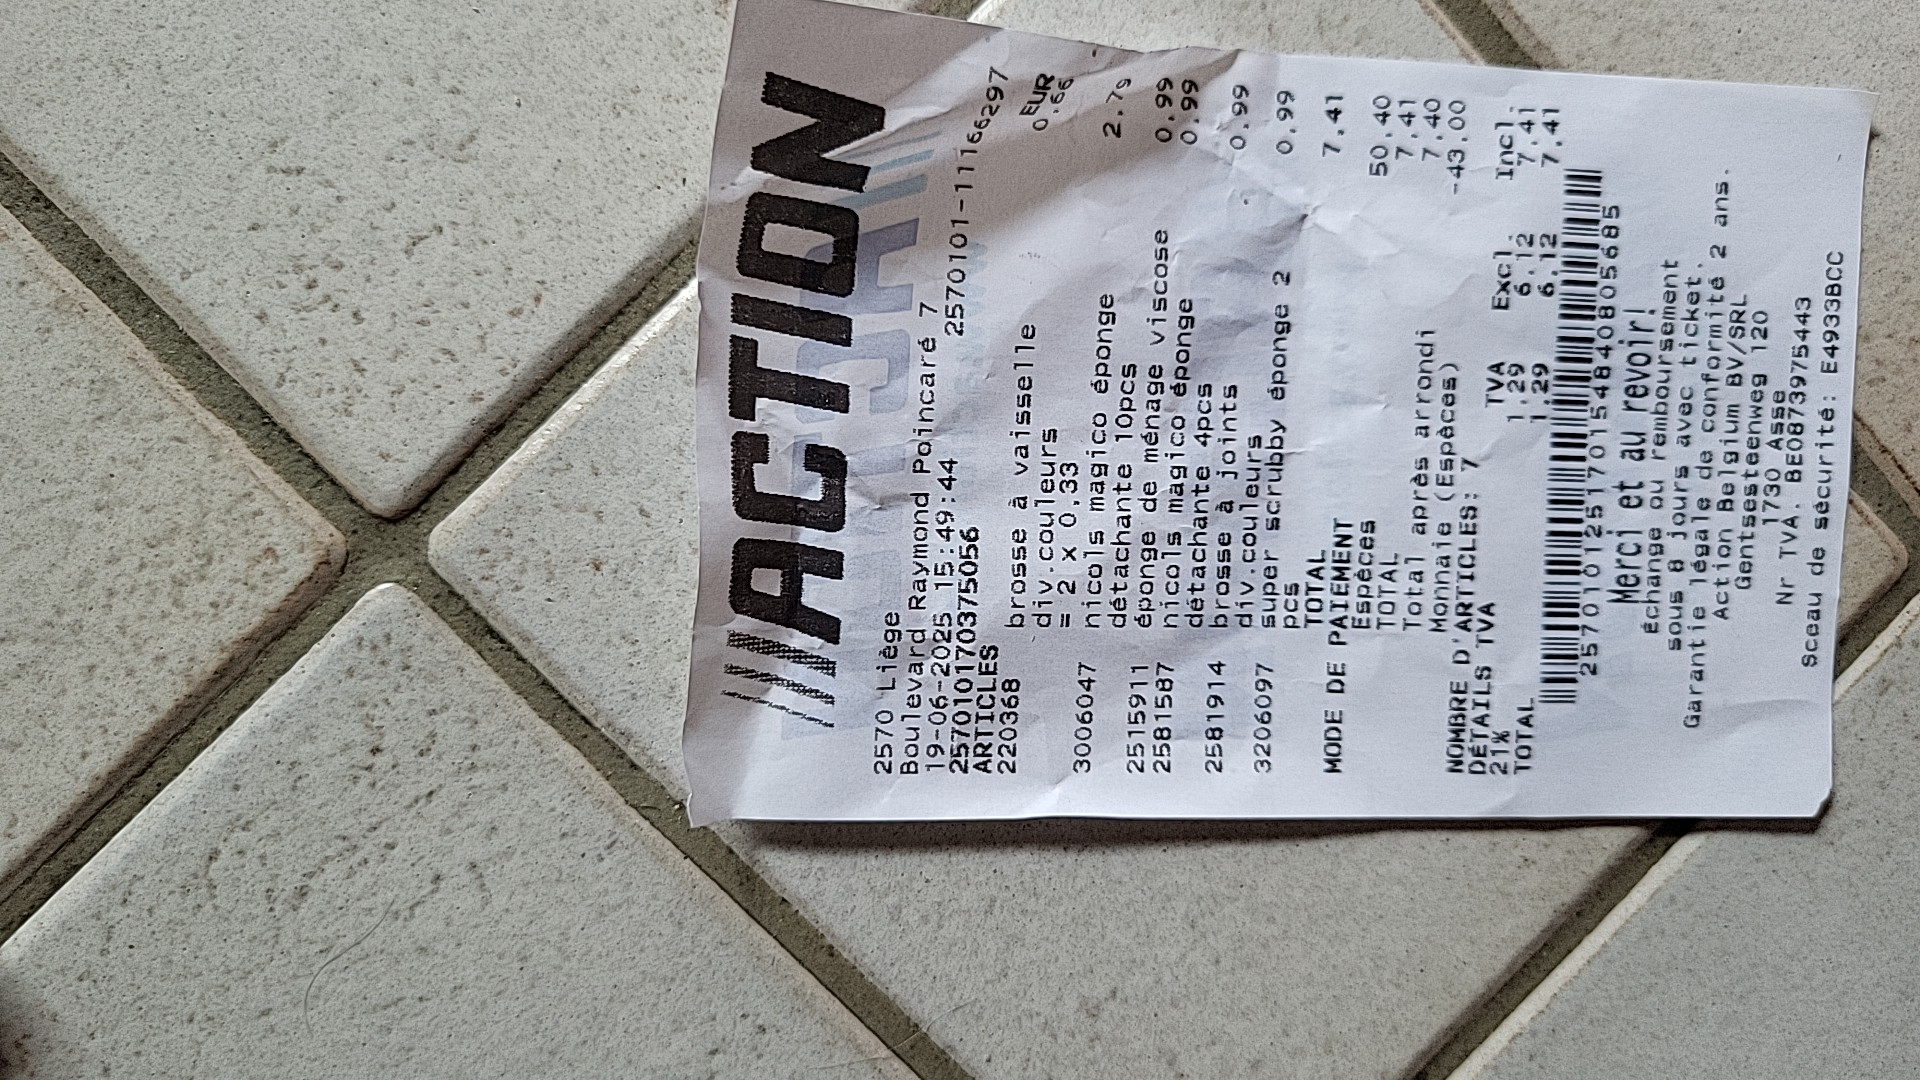 ACTION
2570 Liège
Boulevard Raymond Poincaré 7
19-06-2025 15:49:44 2570101-11166297
2570101170375056
ARTICLES EUR
220368 brosse à vaisselle 0.66
div.couleurs
= 2 x 0,33
3006047 nicols magico éponge 2.79
détachante 10pcs
2515911 éponge de ménage viscose 0.99
2581587 nicols magico éponge 0.99
détachante 4pcs
2581914 brosse à joints 0.99
div.couleurs
3206097 super scrubby éponge 2 0.99
pcs
TOTAL 7.41
MODE DE PAIEMENT
Espèces 50.40
TOTAL 7.41
Total après arrondi 7.40
Monnaie (Espèces) -43.00
NOMBRE D'ARTICLES: 7
DÉTAILS TVA TVA Excl. Incl.
21% 1.29 6.12 7.41
TOTAL 1.29 6.12 7.41
2570101251701548408056​85
Merci et au revoir!
Échange ou remboursement
sous 8 jours avec ticket.
Garantie légale de conformité 2 ans.
Action Belgium BV/SRL
Gentsesteenweg 120
1730 Asse
Nr TVA. BE0873975443
Sceau de sécurité: E4933BCC